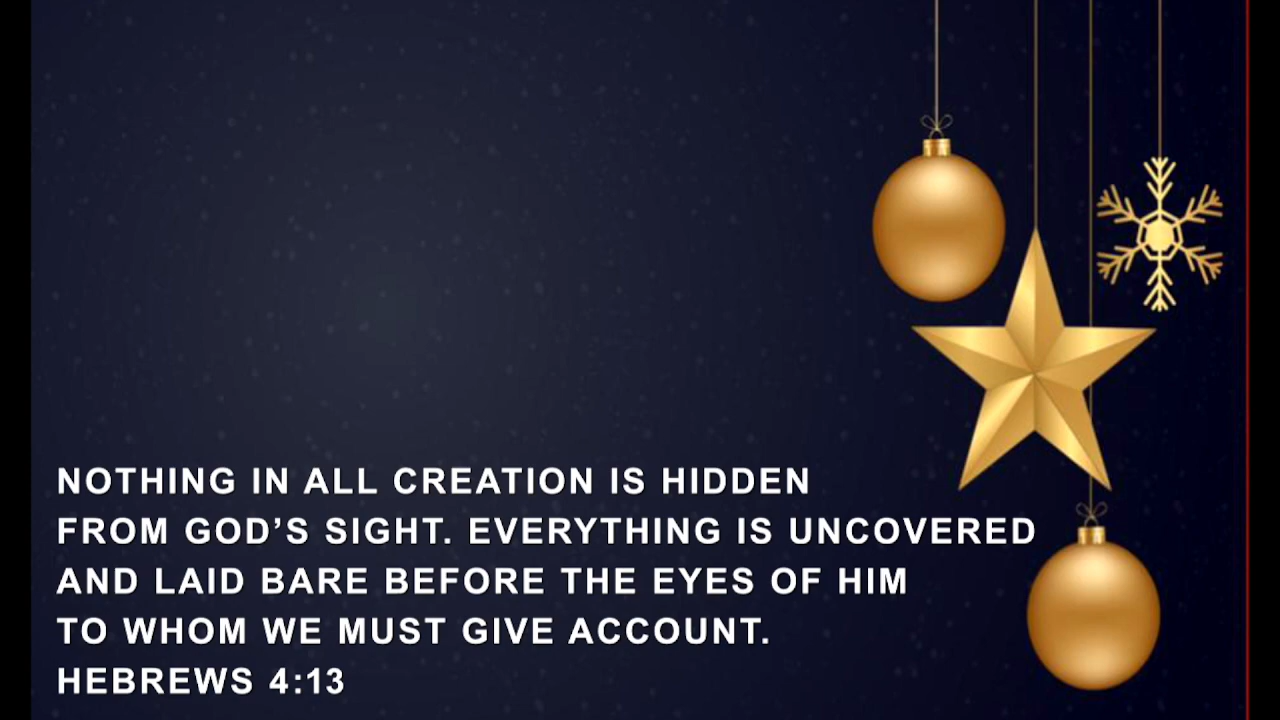 NOTHING IN ALL CREATION IS HIDDEN
FROM GOD’S SIGHT. EVERYTHING IS UNCOVERED
AND LAID BARE BEFORE THE EYES OF HIM
TO WHOM WE MUST GIVE ACCOUNT.
HEBREWS 4:13